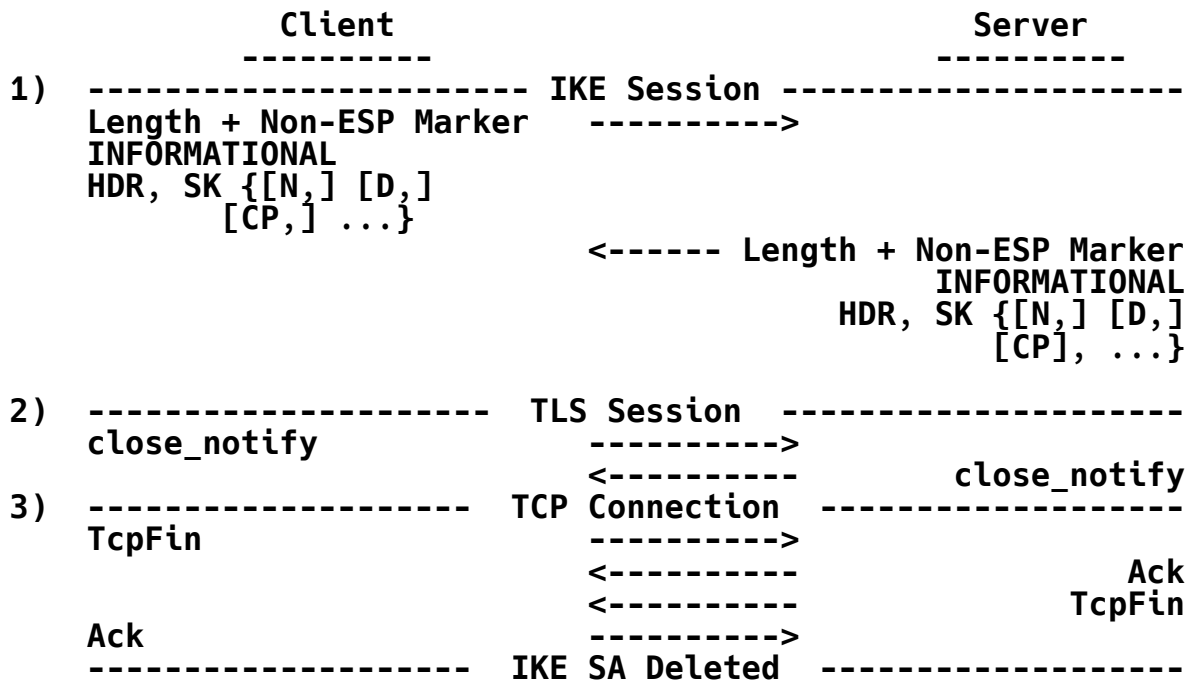 Client                              Server
----------                          ----------
1)  ----------------------- IKE Session ---------------------
Length + Non-ESP Marker   ---------->
INFORMATIONAL
HDR, SK {[N,] [D,]
[CP,] ...}
<------ Length + Non-ESP Marker
INFORMATIONAL
HDR, SK {[N,] [D,]
[CP], ...}
2)  ---------------------  TLS Session  ---------------------
close_notify              ---------->
<----------        close_notify
3)  --------------------  TCP Connection  -------------------
TcpFin                    ---------->
<----------                 Ack
<----------              TcpFin
Ack                       ---------->
--------------------  IKE SA Deleted  -------------------